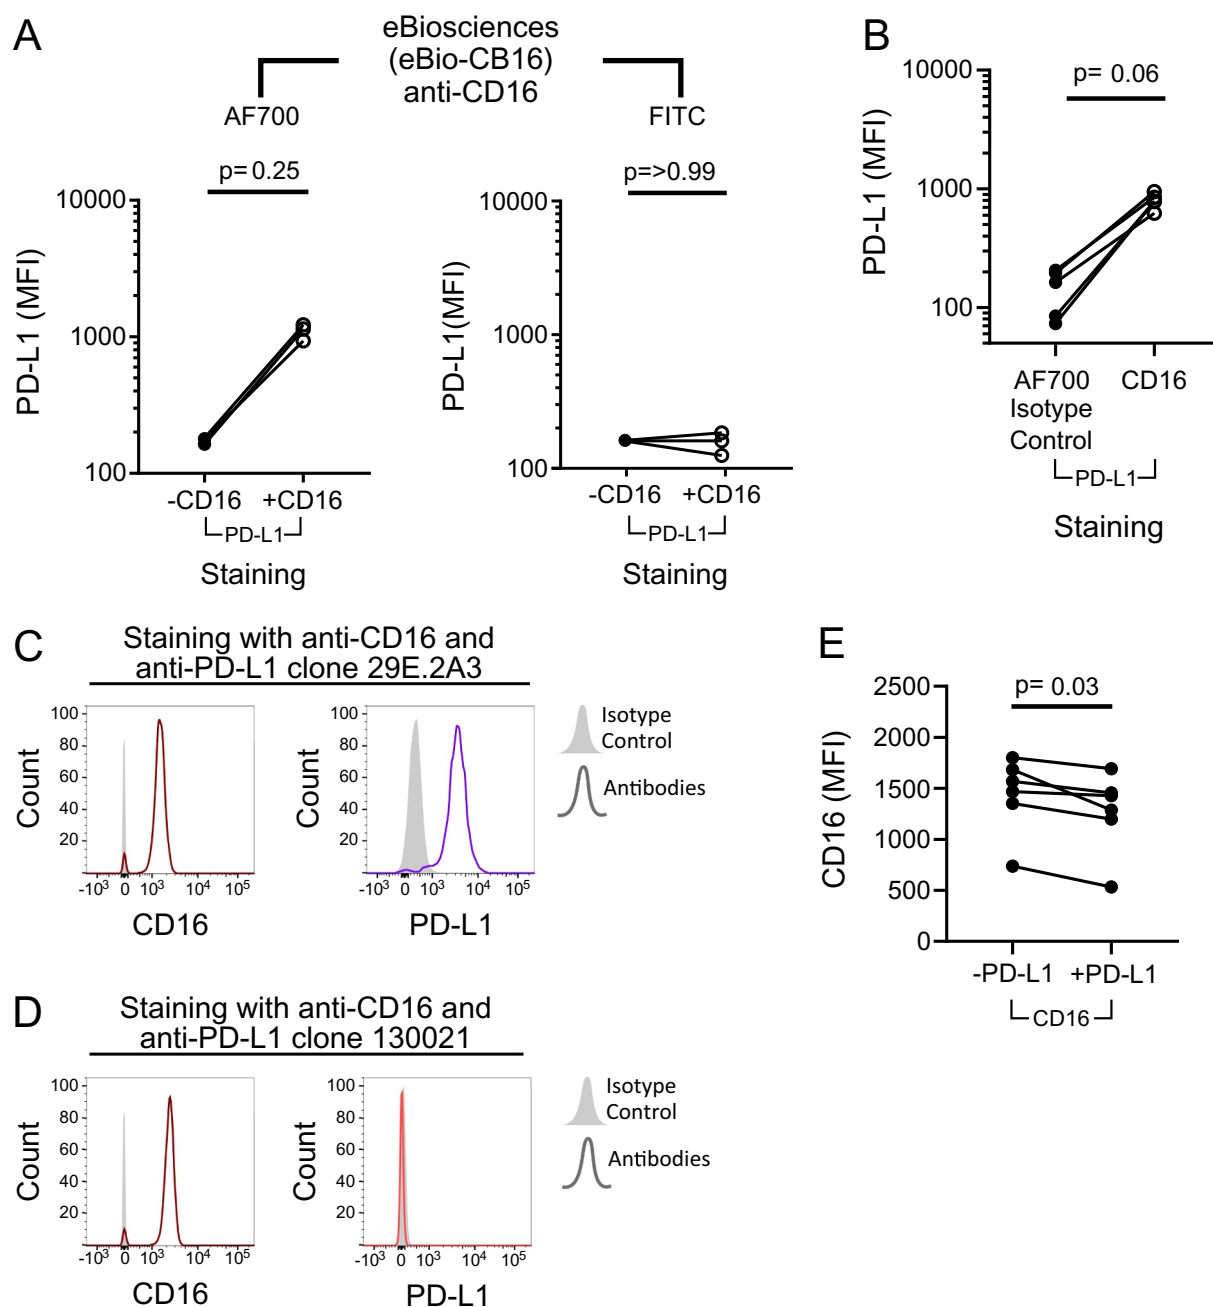 A
eBiosciences
(eBio-CB16)
anti-CD16
AF700
FITC
p= 0.25
10000
1000
100
PD-L1 (MFI)
-CD16 +CD16
PD-L1
Staining
p=>0.99
10000
1000
100
PD-L1(MFI)
-CD16 +CD16
PD-L1
Staining
B
p= 0.06
10000
1000
100
PD-L1 (MFI)
AF700
Isotype
Control
CD16
PD-L1
Staining
C
Staining with anti-CD16 and
anti-PD-L1 clone 29E.2A3
100
80
60
40
20
Count
-10³ 0 10³ 10⁴ 10⁵
CD16
100
80
60
40
20
Count
-10³ 0 10³ 10⁴ 10⁵
PD-L1
Isotype
Control
Antibodies
D
Staining with anti-CD16 and
anti-PD-L1 clone 130021
100
80
60
40
20
Count
-10³ 0 10³ 10⁴ 10⁵
CD16
100
80
60
40
20
Count
-10³ 0 10³ 10⁴ 10⁵
PD-L1
Isotype
Control
Antibodies
E
p= 0.03
2500
2000
1500
1000
500
0
CD16 (MFI)
-PD-L1 +PD-L1
CD16